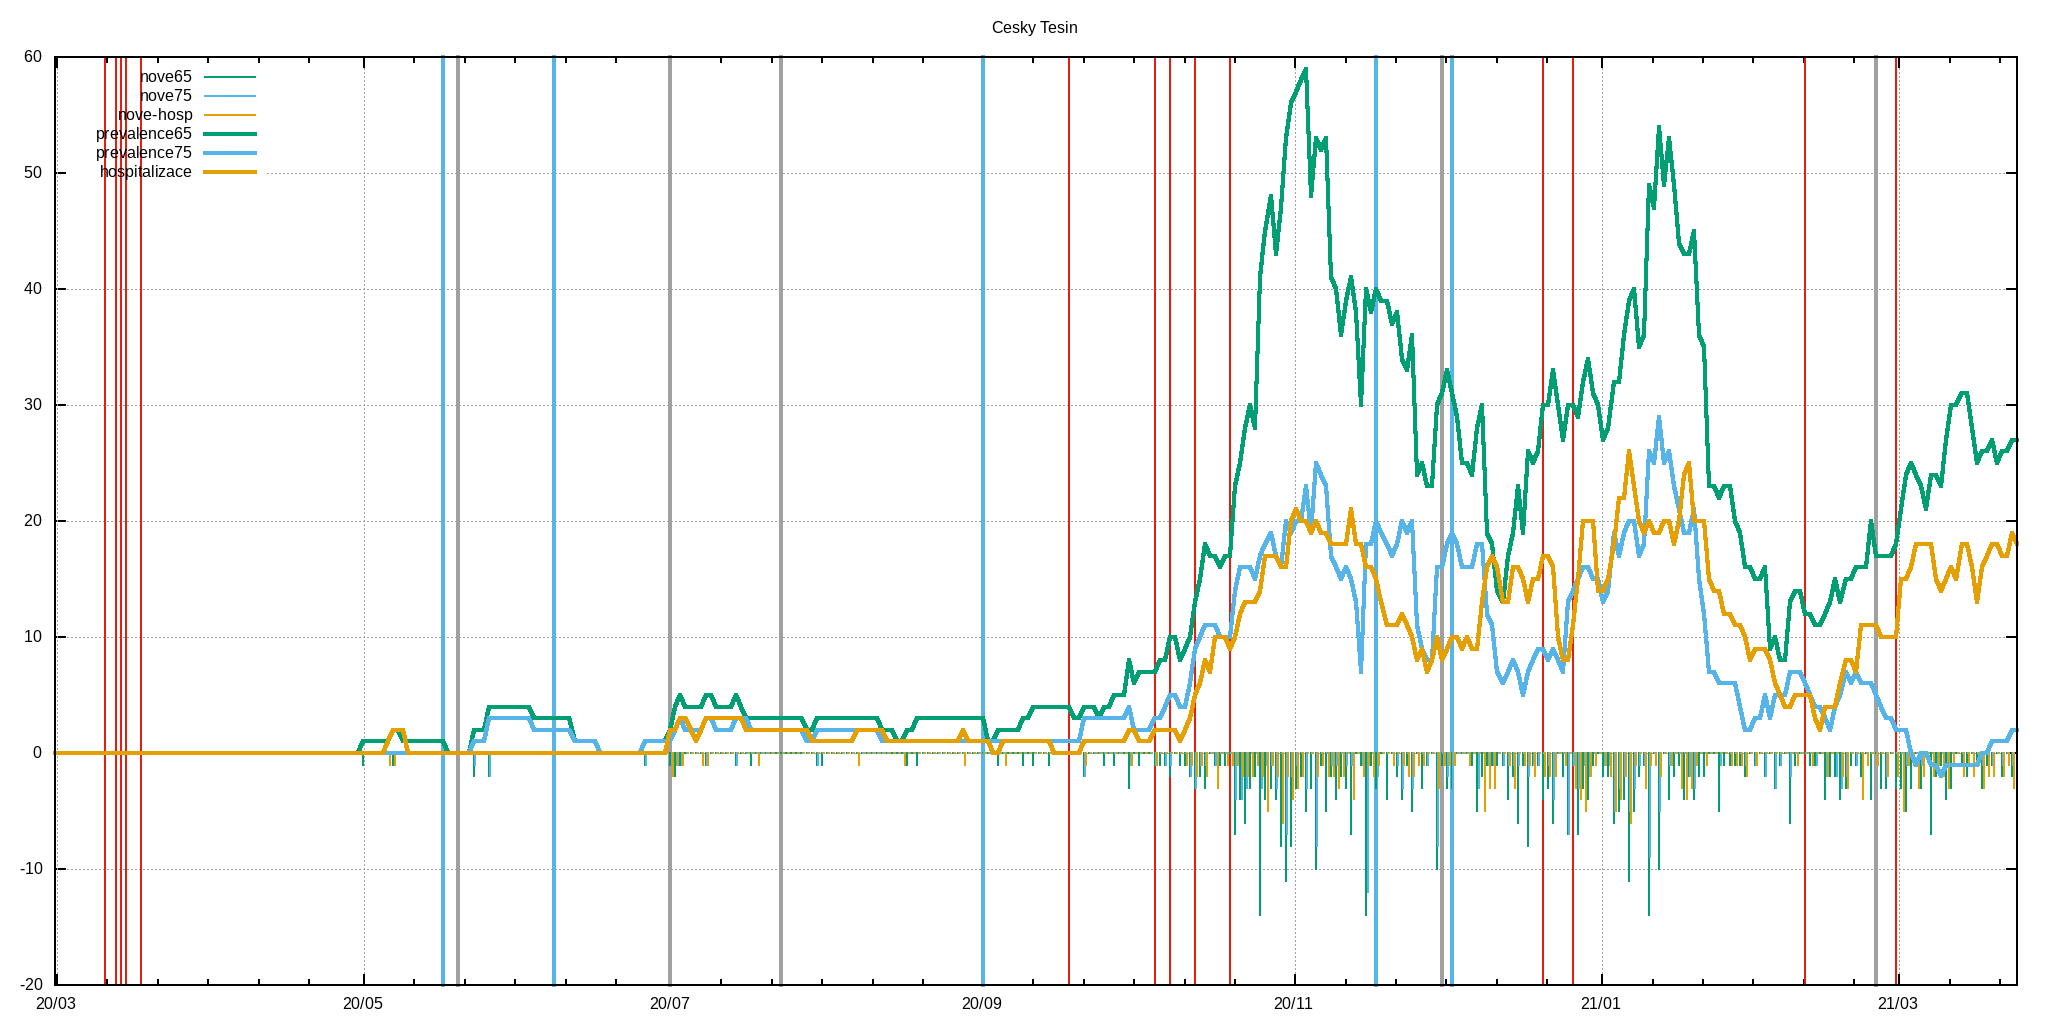 Cesky Tesin
60
50
40
30
20
10
0
-10
-20
nove65
nove75
nove-hosp
prevalence65
prevalence75
hospitalizace
20/03 20/05 20/07 20/09 20/11 21/01 21/03